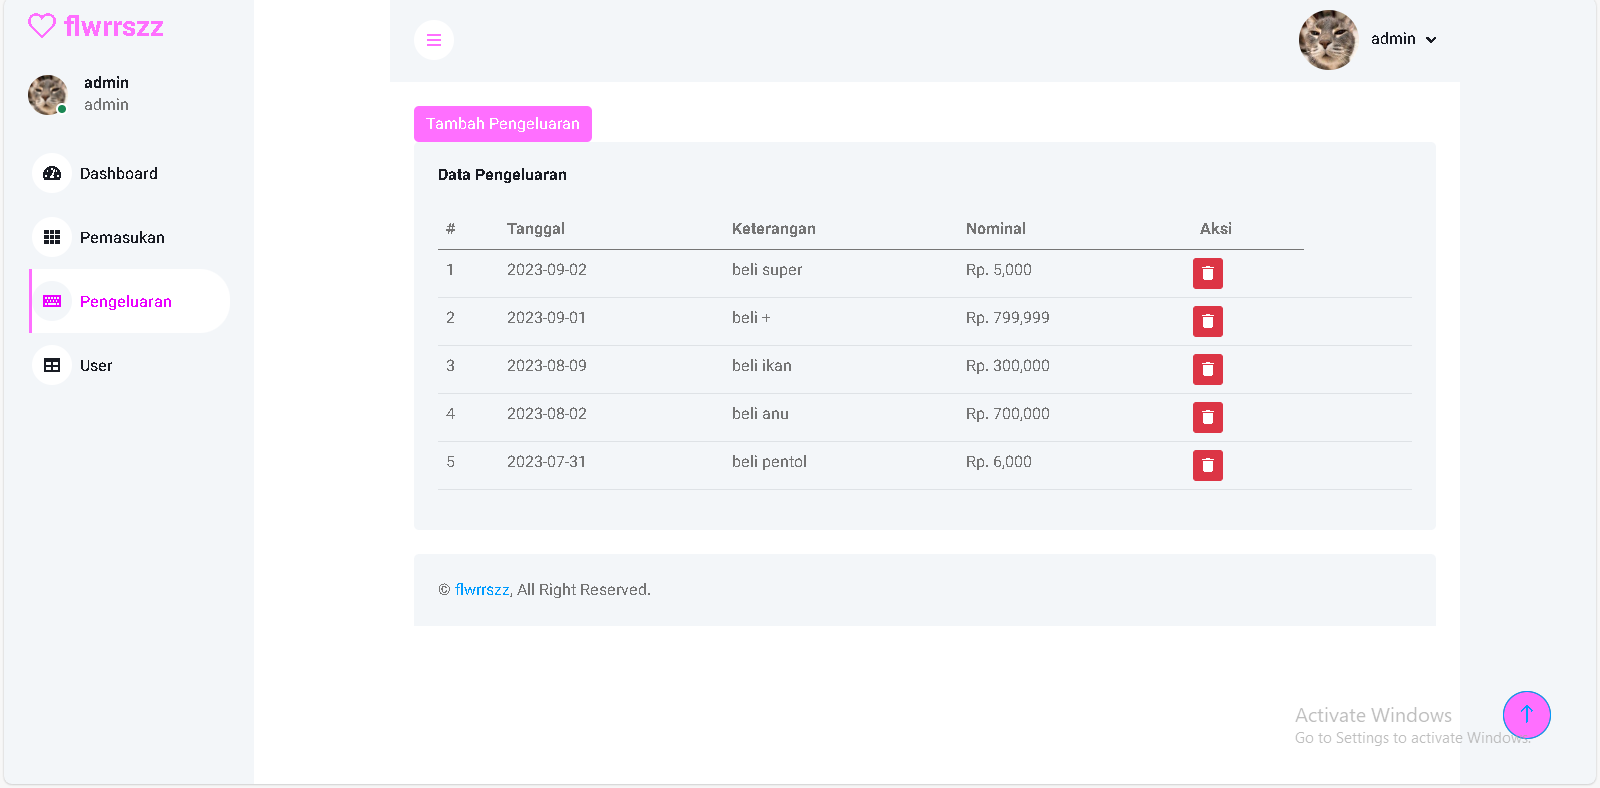 flwrrszz
admin
admin
admin
Dashboard
Pemasukan
Pengeluaran
User
Tambah Pengeluaran
Data Pengeluaran
# Tanggal Keterangan Nominal Aksi
1 2023-09-02 beli super Rp. 5,000
2 2023-09-01 beli + Rp. 799,999
3 2023-08-09 beli ikan Rp. 300,000
4 2023-08-02 beli anu Rp. 700,000
5 2023-07-31 beli pentol Rp. 6,000
© flwrrszz, All Right Reserved.
Activate Windows
Go to Settings to activate Windows.